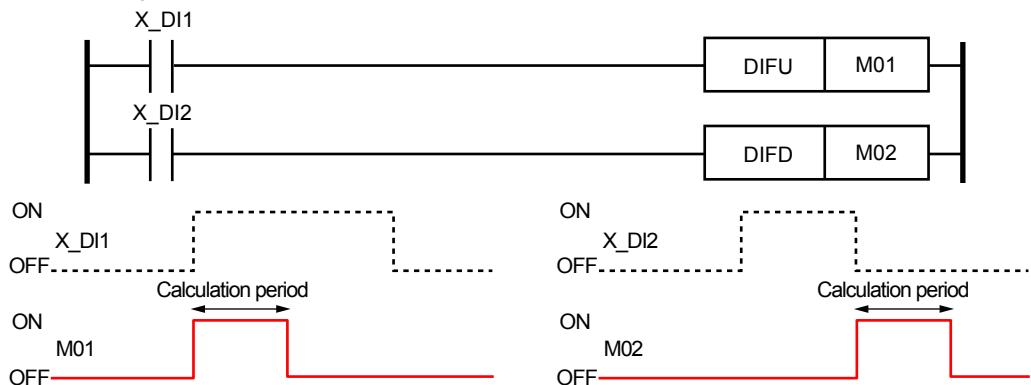 X_DI1
DIFU M01
X_DI2
DIFD M02
ON ON
X_DI1 X_DI2
OFF OFF
Calculation period Calculation period
ON ON
M01 M02
OFF OFF